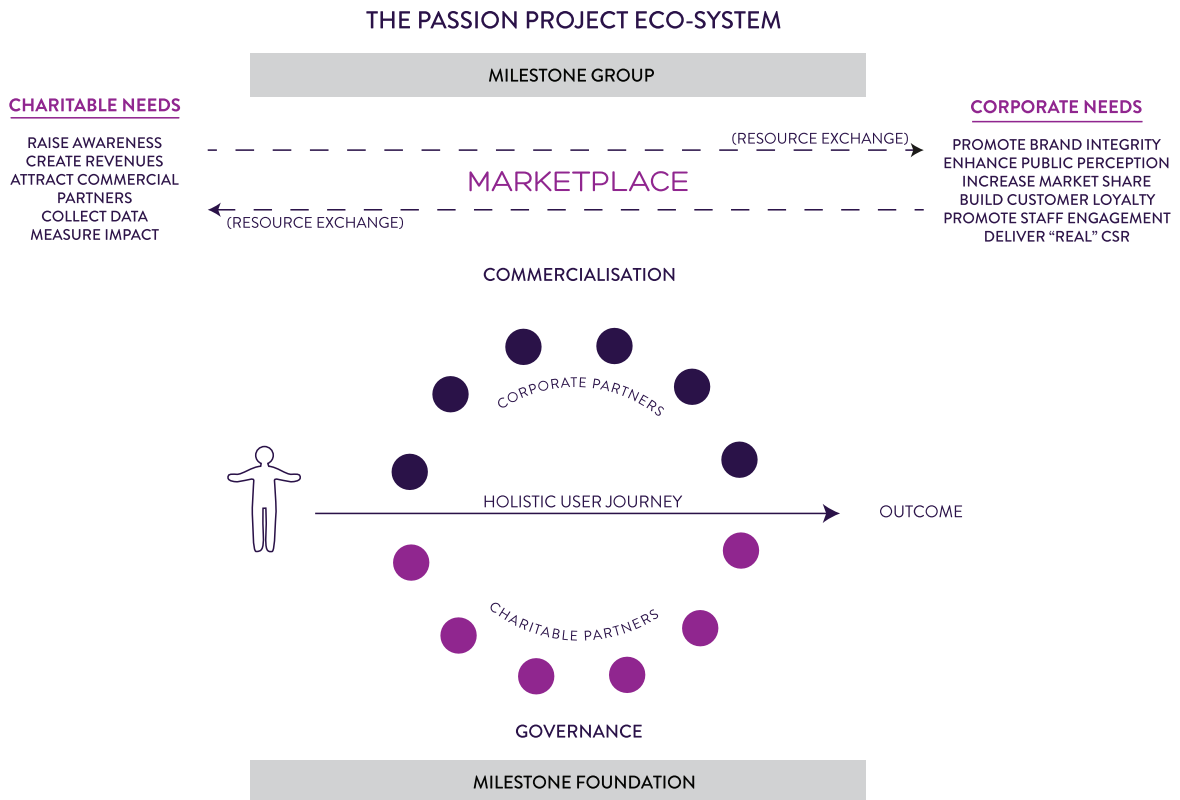 THE PASSION PROJECT ECO-SYSTEM
MILESTONE GROUP
CHARITABLE NEEDS
RAISE AWARENESS
CREATE REVENUES
ATTRACT COMMERCIAL
PARTNERS
COLLECT DATA
MEASURE IMPACT
(RESOURCE EXCHANGE)
MARKETPLACE
(RESOURCE EXCHANGE)
CORPORATE NEEDS
PROMOTE BRAND INTEGRITY
ENHANCE PUBLIC PERCEPTION
INCREASE MARKET SHARE
BUILD CUSTOMER LOYALTY
PROMOTE STAFF ENGAGEMENT
DELIVER “REAL” CSR
COMMERCIALISATION
CORPORATE PARTNERS
HOLISTIC USER JOURNEY
OUTCOME
CHARITABLE PARTNERS
GOVERNANCE
MILESTONE FOUNDATION